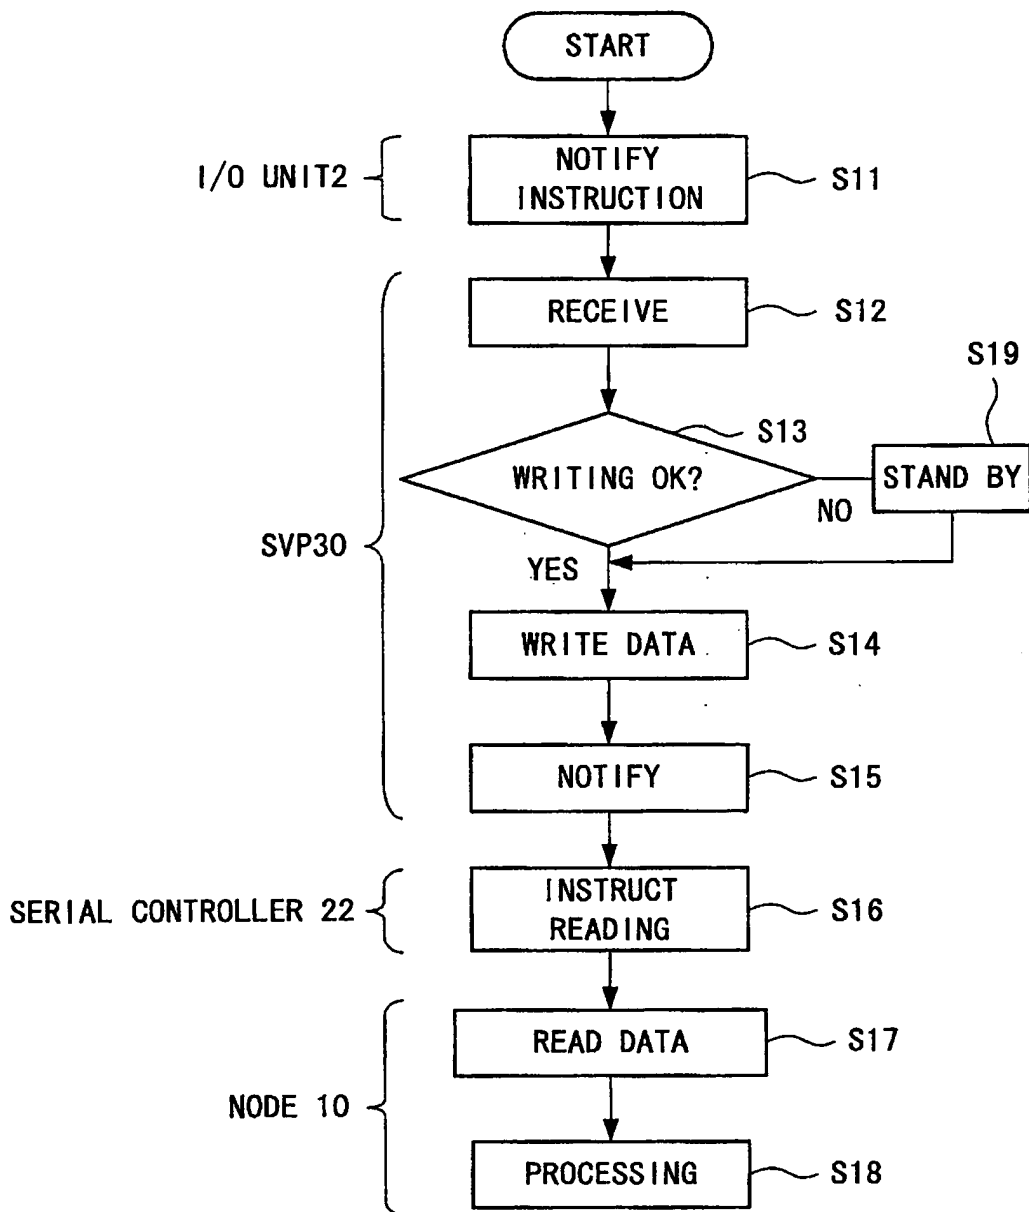 START
I/O UNIT2
NOTIFY
INSTRUCTION
S11
RECEIVE
S12
S19
S13
WRITING OK?
STAND BY
NO
SVP30
YES
WRITE DATA
S14
NOTIFY
S15
SERIAL CONTROLLER 22
INSTRUCT
READING
S16
READ DATA
S17
NODE 10
PROCESSING
S18